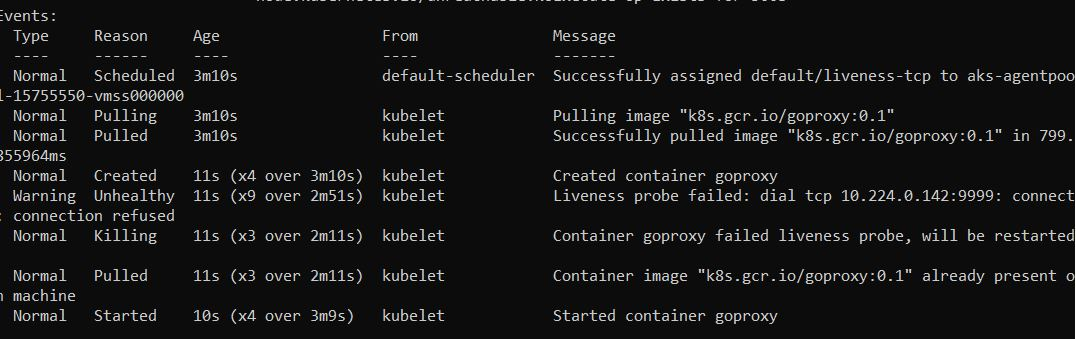 Events:
Type Reason Age From Message
---- ------ ---- ---- -------
Normal Scheduled 3m10s default-scheduler Successfully assigned default/liveness-tcp to aks-agentpoo
l-15755550-vmss000000
Normal Pulling 3m10s kubelet Pulling image "k8s.gcr.io/goproxy:0.1"
Normal Pulled 3m10s kubelet Successfully pulled image "k8s.gcr.io/goproxy:0.1" in 799.
855964ms
Normal Created 11s (x4 over 3m10s) kubelet Created container goproxy
Warning Unhealthy 11s (x9 over 2m51s) kubelet Liveness probe failed: dial tcp 10.224.0.142:9999: connect
: connection refused
Normal Killing 11s (x3 over 2m11s) kubelet Container goproxy failed liveness probe, will be restarted
Normal Pulled 11s (x3 over 2m11s) kubelet Container image "k8s.gcr.io/goproxy:0.1" already present o
n machine
Normal Started 10s (x4 over 3m9s) kubelet Started container goproxy